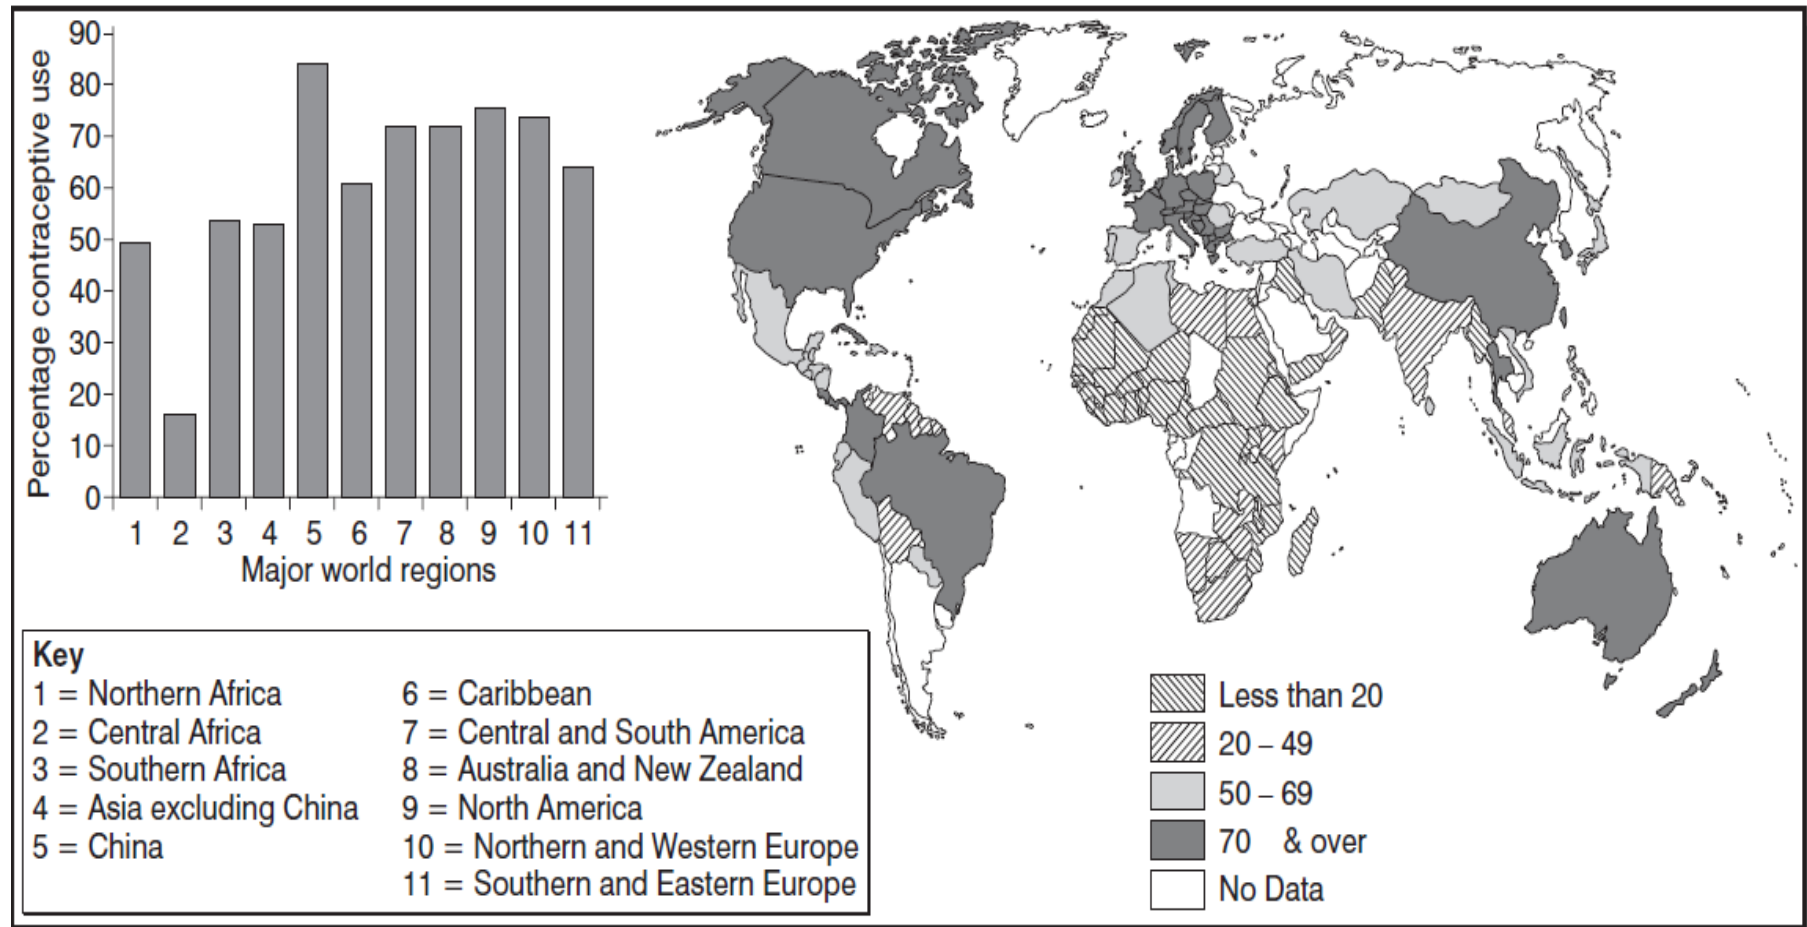 Percentage contraceptive use
90
80
70
60
50
40
30
20
10
0
1 2 3 4 5 6 7 8 9 10 11
Major world regions
Key
1 = Northern Africa
2 = Central Africa
3 = Southern Africa
4 = Asia excluding China
5 = China
6 = Caribbean
7 = Central and South America
8 = Australia and New Zealand
9 = North America
10 = Northern and Western Europe
11 = Southern and Eastern Europe
Less than 20
20 – 49
50 – 69
70 & over
No Data